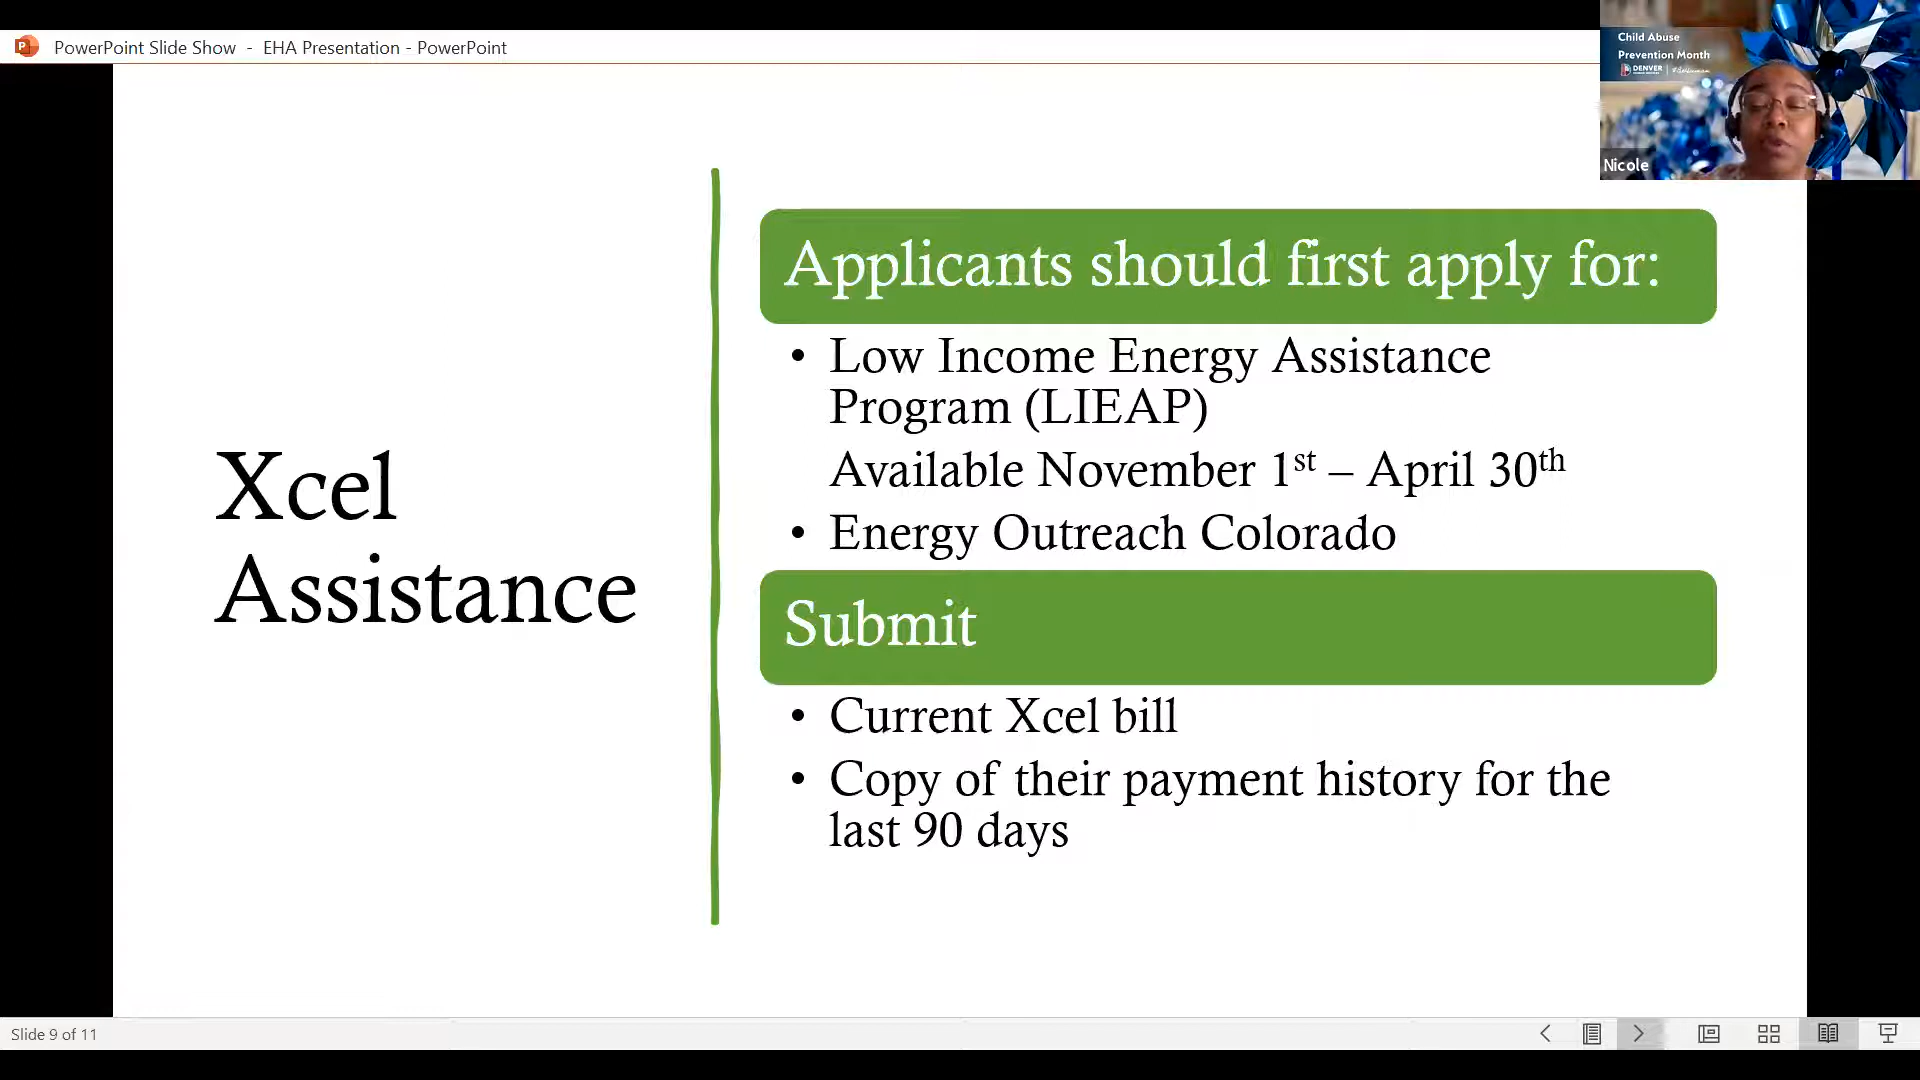 PowerPoint Slide Show - EHA Presentation - PowerPoint
Child Abuse
Prevention Month
DENVER
Nicole
Xcel
Assistance
Applicants should first apply for:
• Low Income Energy Assistance
Program (LIEAP)
Available November 1st – April 30th
• Energy Outreach Colorado
Submit
• Current Xcel bill
• Copy of their payment history for the
last 90 days
Slide 9 of 11